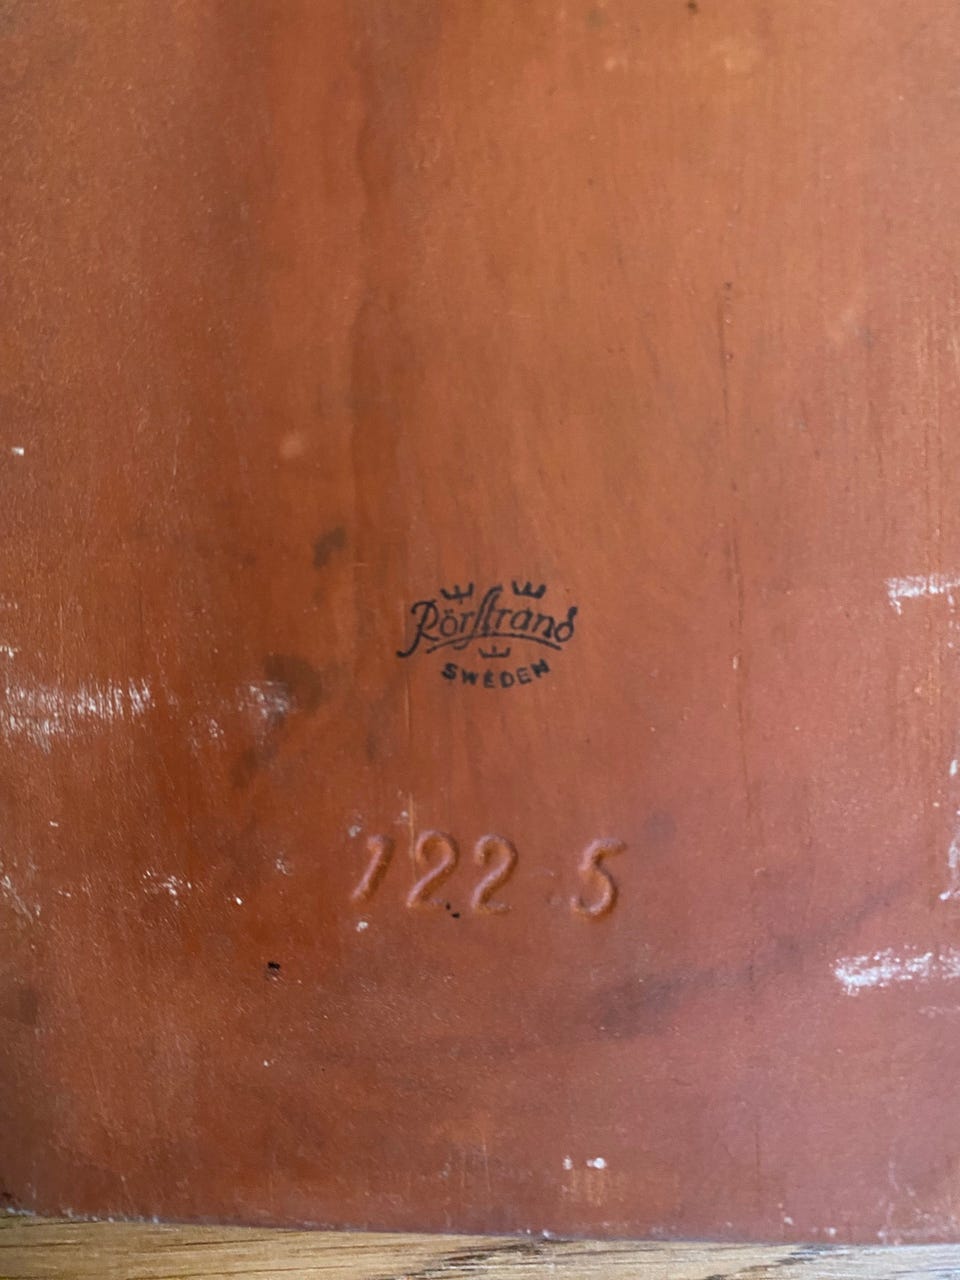 Rörstrand
SWEDEN
122 5